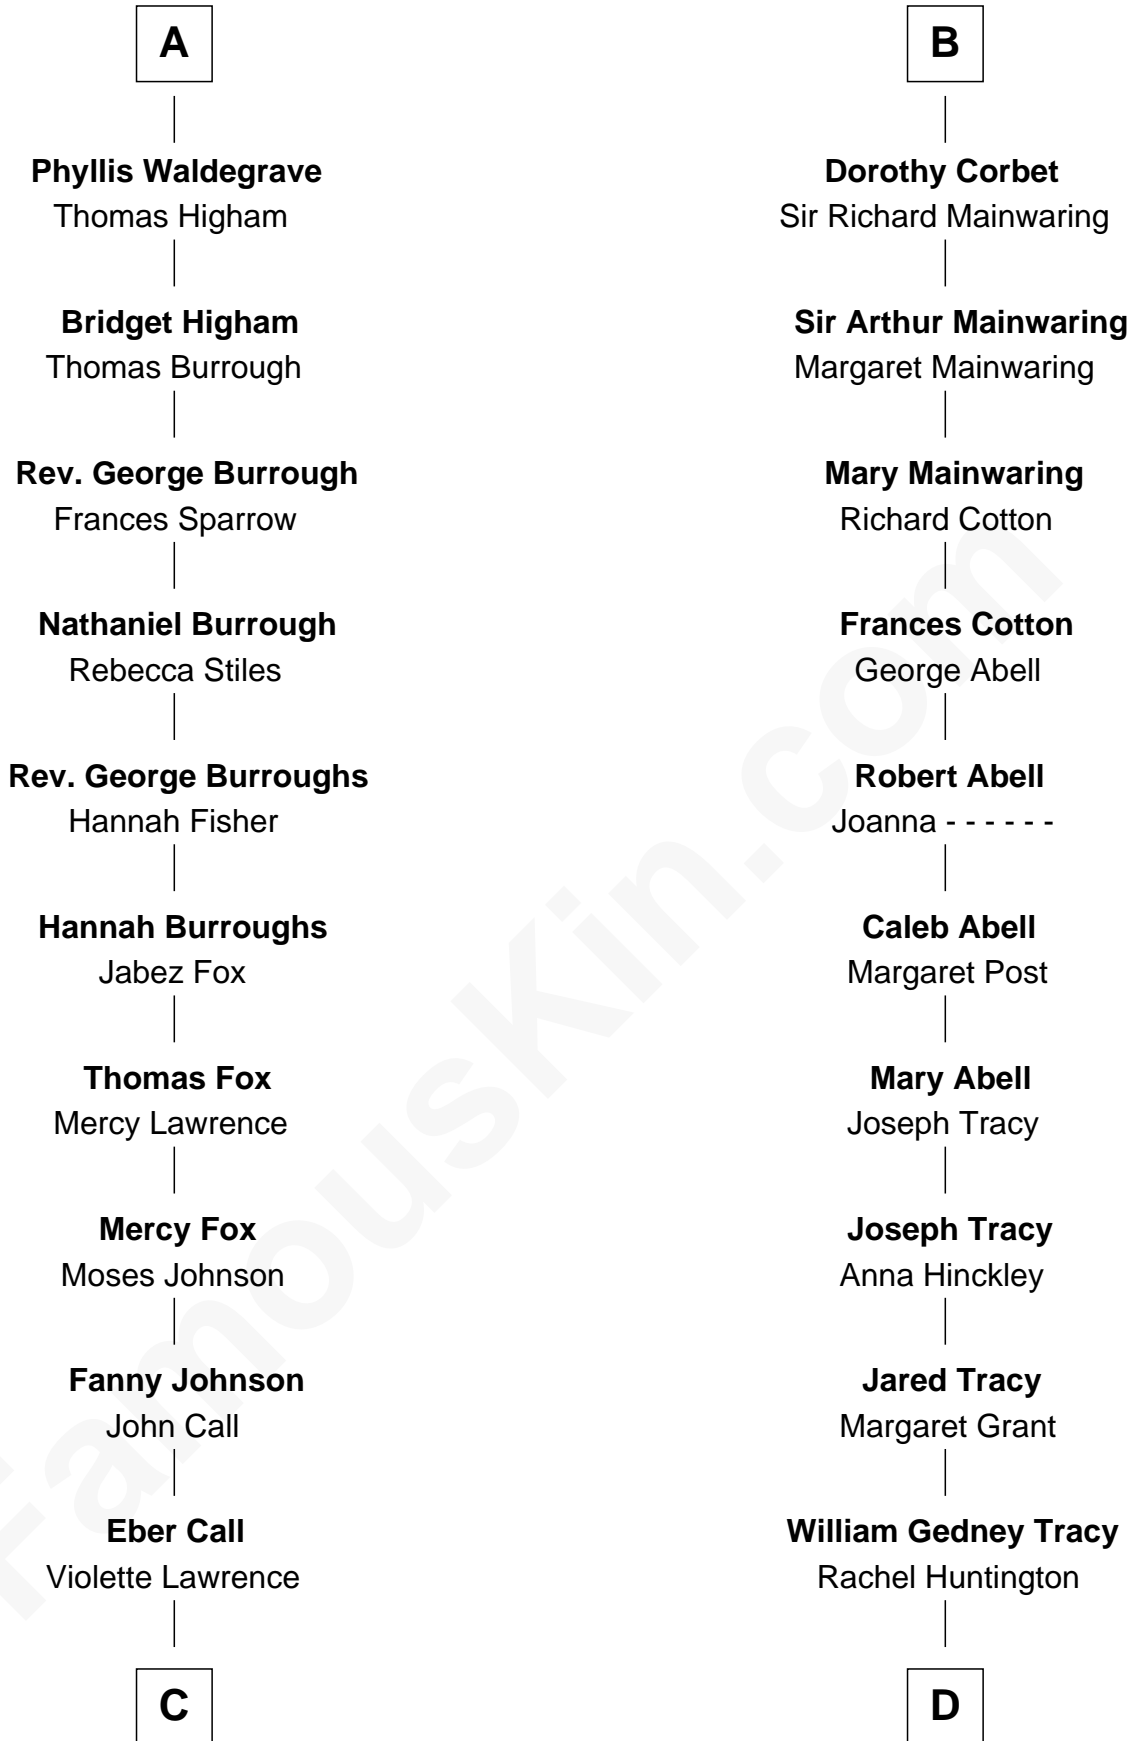 A
Phyllis Waldegrave
Thomas Higham
Bridget Higham
Thomas Burrough
Rev. George Burrough
Frances Sparrow
Nathaniel Burrough
Rebecca Stiles
Rev. George Burroughs
Hannah Fisher
Hannah Burroughs
Jabez Fox
Thomas Fox
Mercy Lawrence
Mercy Fox
Moses Johnson
Fanny Johnson
John Call
Eber Call
Violette Lawrence
C
B
Dorothy Corbet
Sir Richard Mainwaring
Sir Arthur Mainwaring
Margaret Mainwaring
Mary Mainwaring
Richard Cotton
Frances Cotton
George Abell
Robert Abell
Joanna - - - - - -
Caleb Abell
Margaret Post
Mary Abell
Joseph Tracy
Joseph Tracy
Anna Hinckley
Jared Tracy
Margaret Grant
William Gedney Tracy
Rachel Huntington
D
FamousKin.com